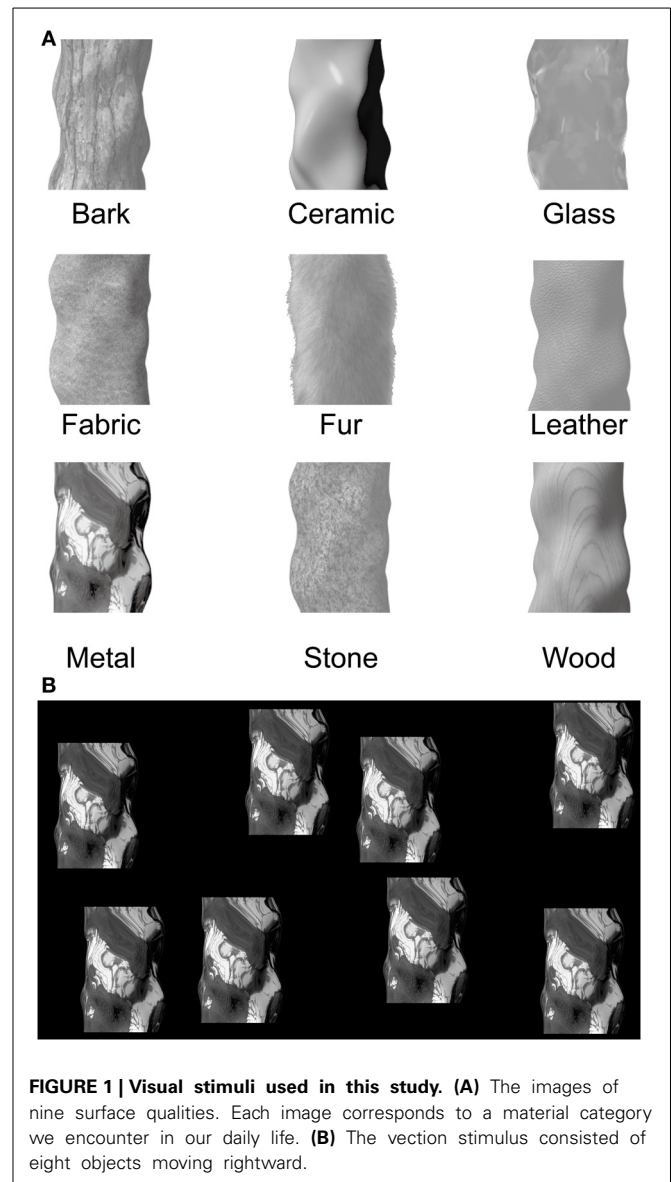 A
Bark Ceramic Glass
Fabric Fur Leather
Metal Stone Wood
B
FIGURE 1 | Visual stimuli used in this study. (A) The images of
nine surface qualities. Each image corresponds to a material category
we encounter in our daily life. (B) The vection stimulus consisted of
eight objects moving rightward.